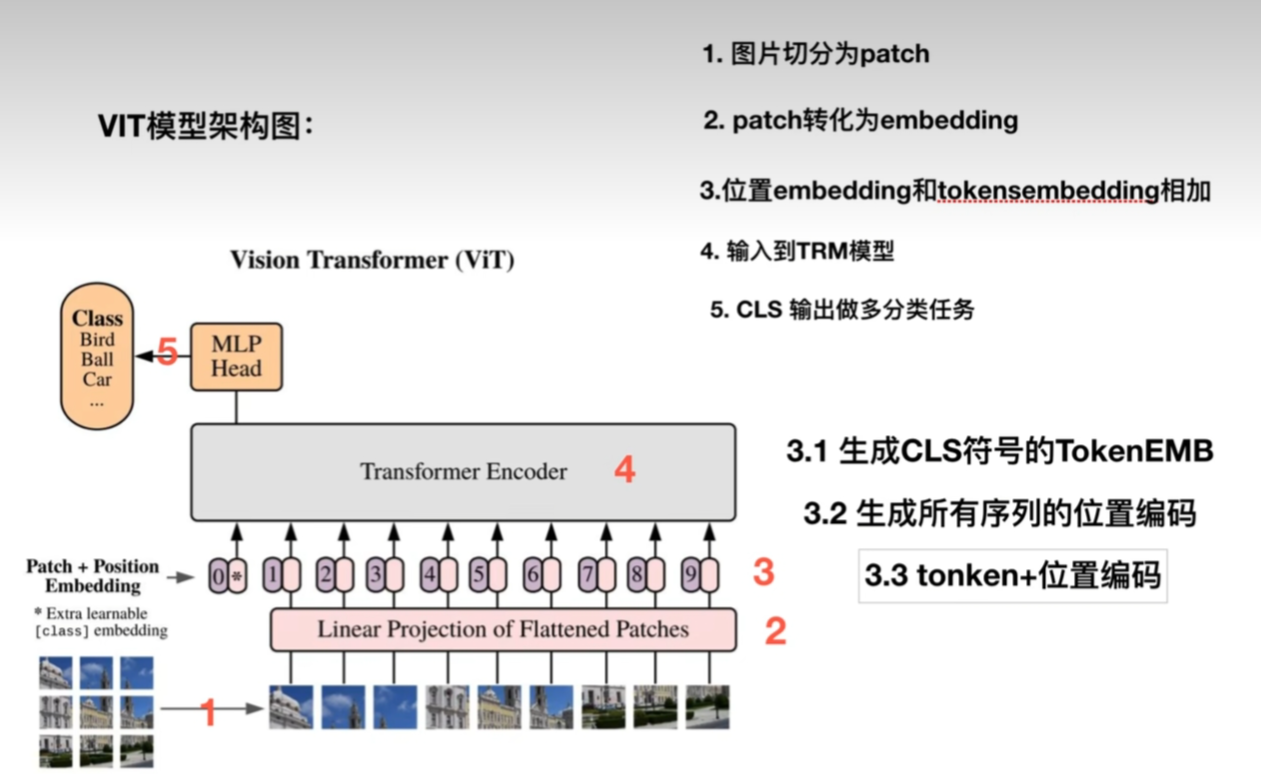 VIT模型架构图：
1. 图片切分为patch
2. patch转化为embedding
3.位置embedding和tokensembedding相加
4. 输入到TRM模型
5. CLS 输出做多分类任务
Vision Transformer (ViT)
Class
Bird
Ball
Car
...
5
MLP
Head
Transformer Encoder
4
3.1 生成CLS符号的TokenEMB
3.2 生成所有序列的位置编码
3.3 tonken+位置编码
Patch + Position
Embedding
* Extra learnable
[class] embedding
0 * 1 2 3 4 5 6 7 8 9
3
Linear Projection of Flattened Patches
2
1